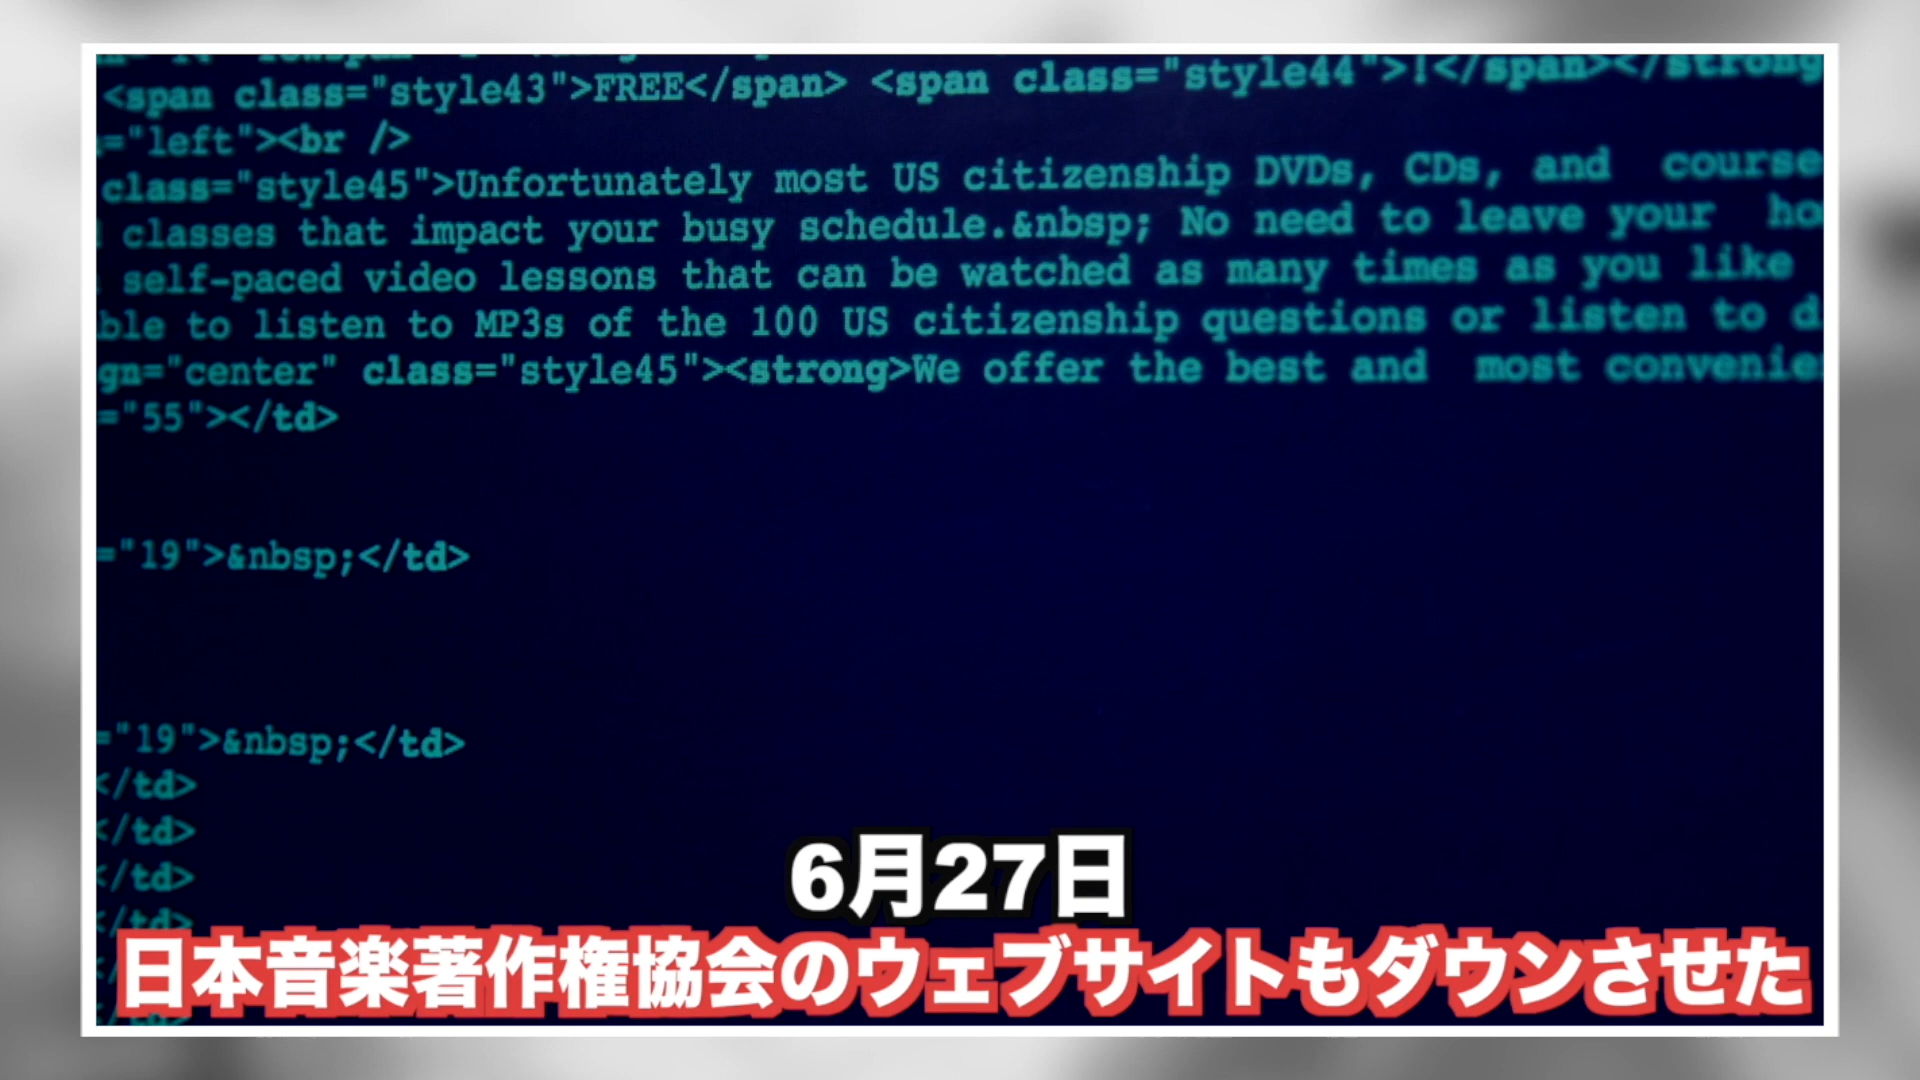 <span class="style43">FREE</span> <span class="style44">!</span></strong
="left"><br />
class="style45">Unfortunately most US citizenship DVDs, CDs, and course
classes that impact your busy schedule.&nbsp; No need to leave your ho
self-paced video lessons that can be watched as many times as you like
ble to listen to MP3s of the 100 US citizenship questions or listen to d
gn="center" class="style45"><strong>We offer the best and most convenie
="55"></td>
="19">&nbsp;</td>
="19">&nbsp;</td>
</td>
</td>
</td>
</td>
6月27日
日本音楽著作権協会のウェブサイトもダウンさせた